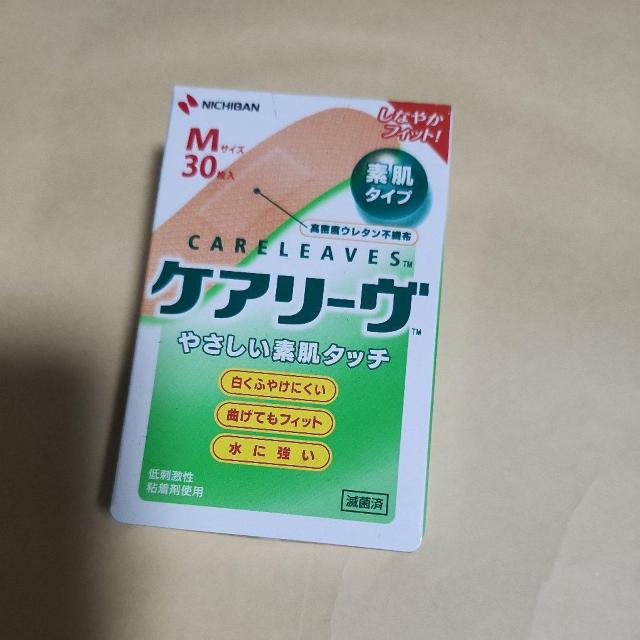 NICHIBAN
しなやか
フィット!
Mサイズ
30枚入
素肌
タイプ
高密度ウレタン不織布
CARELEAVES™
ケアリーヴ™
やさしい素肌タッチ
白くふやけにくい
曲げてもフィット
水に強い
低刺激性
粘着剤使用
滅菌済